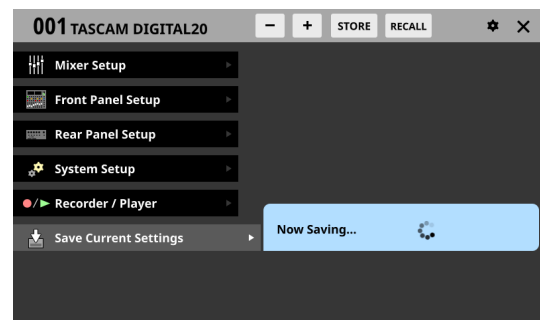 001 TASCAM DIGITAL20
− + STORE RECALL
Mixer Setup
Front Panel Setup
Rear Panel Setup
System Setup
Recorder / Player
Save Current Settings
Now Saving...